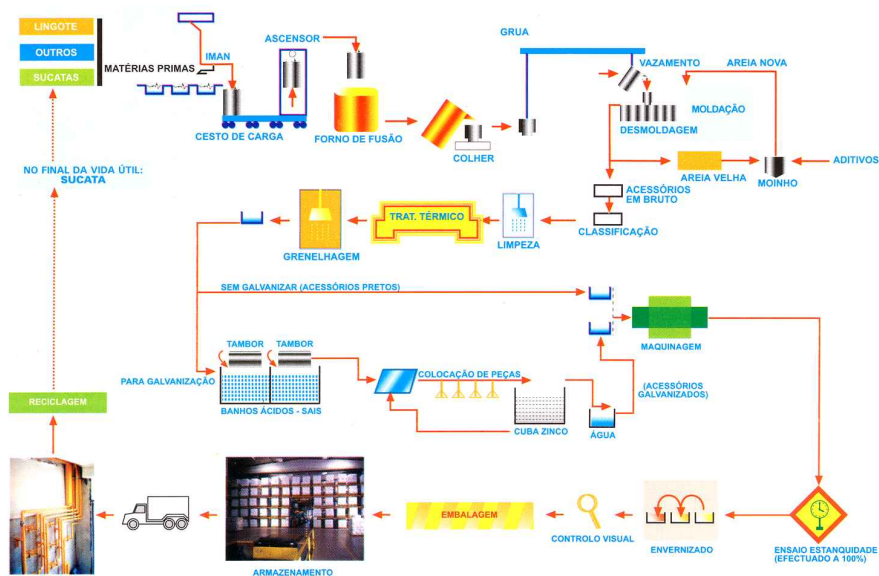 LINGOTE
OUTROS
SUCATAS
MATÉRIAS PRIMAS
IMAN
ASCENSOR
CESTO DE CARGA
FORNO DE FUSÃO
COLHER
GRUA
VAZAMENTO
AREIA NOVA
MOLDAÇÃO
DESMOLDAGEM
ADITIVOS
AREIA VELHA
MOINHO
NO FINAL DA VIDA ÚTIL:
SUCATA
ACESSÓRIOS
EM BRUTO
CLASSIFICAÇÃO
LIMPEZA
TRAT. TÉRMICO
GRENELHAGEM
SEM GALVANIZAR (ACESSÓRIOS PRETOS)
MAQUINAGEM
TAMBOR
TAMBOR
PARA GALVANIZAÇÃO
BANHOS ÁCIDOS - SAIS
COLOCAÇÃO DE PEÇAS
CUBA ZINCO
ÁGUA
(ACESSÓRIOS
GALVANIZADOS)
RECICLAGEM
ENSAIO ESTANQUIDADE
(EFECTUADO A 100%)
ENVERNIZADO
CONTROLO VISUAL
EMBALAGEM
ARMAZENAMENTO